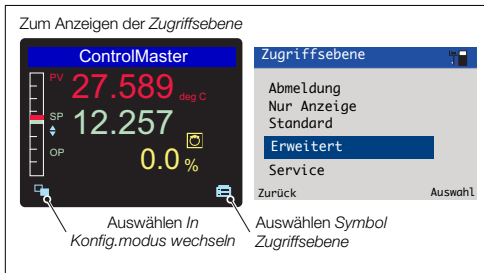 Zum Anzeigen der Zugriffsebene
ControlMaster
PV 27.589 deg C
SP 12.257
OP 0.0 %
Auswählen In
Konfig.modus wechseln
Auswählen Symbol
Zugriffsebene
Zugriffsebene
Abmeldung
Nur Anzeige
Standard
Erweitert
Service
Zurück Auswahl